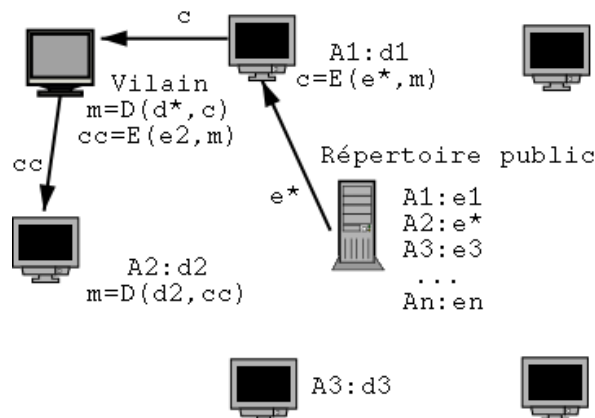 c
A1:d1
c=E(e*,m)
Vilain
m=D(d*,c)
cc=E(e2,m)
cc
Répertoire public
e*
A1:e1
A2:e*
A3:e3
...
An:en
A2:d2
m=D(d2,cc)
A3:d3